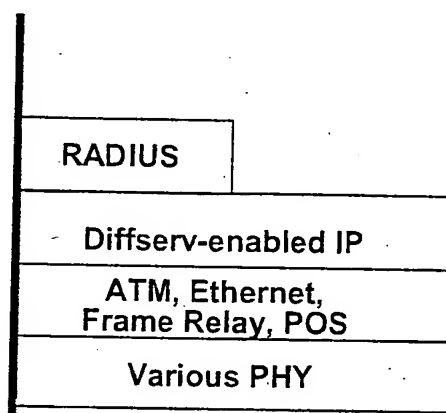 RADIUS
Diffserv-enabled IP
ATM, Ethernet,
Frame Relay, POS
Various PHY